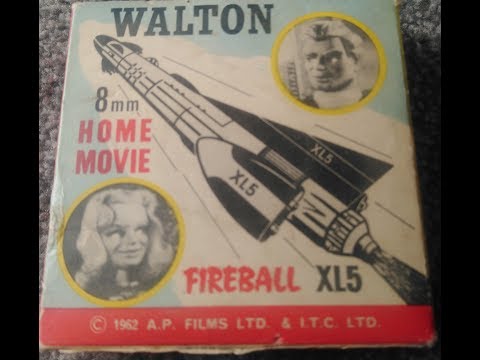 WALTON
8mm
HOME
MOVIE
XL5
XL5
FIREBALL XL5
© 1962 A.P. FILMS LTD. & I.T.C. LTD.